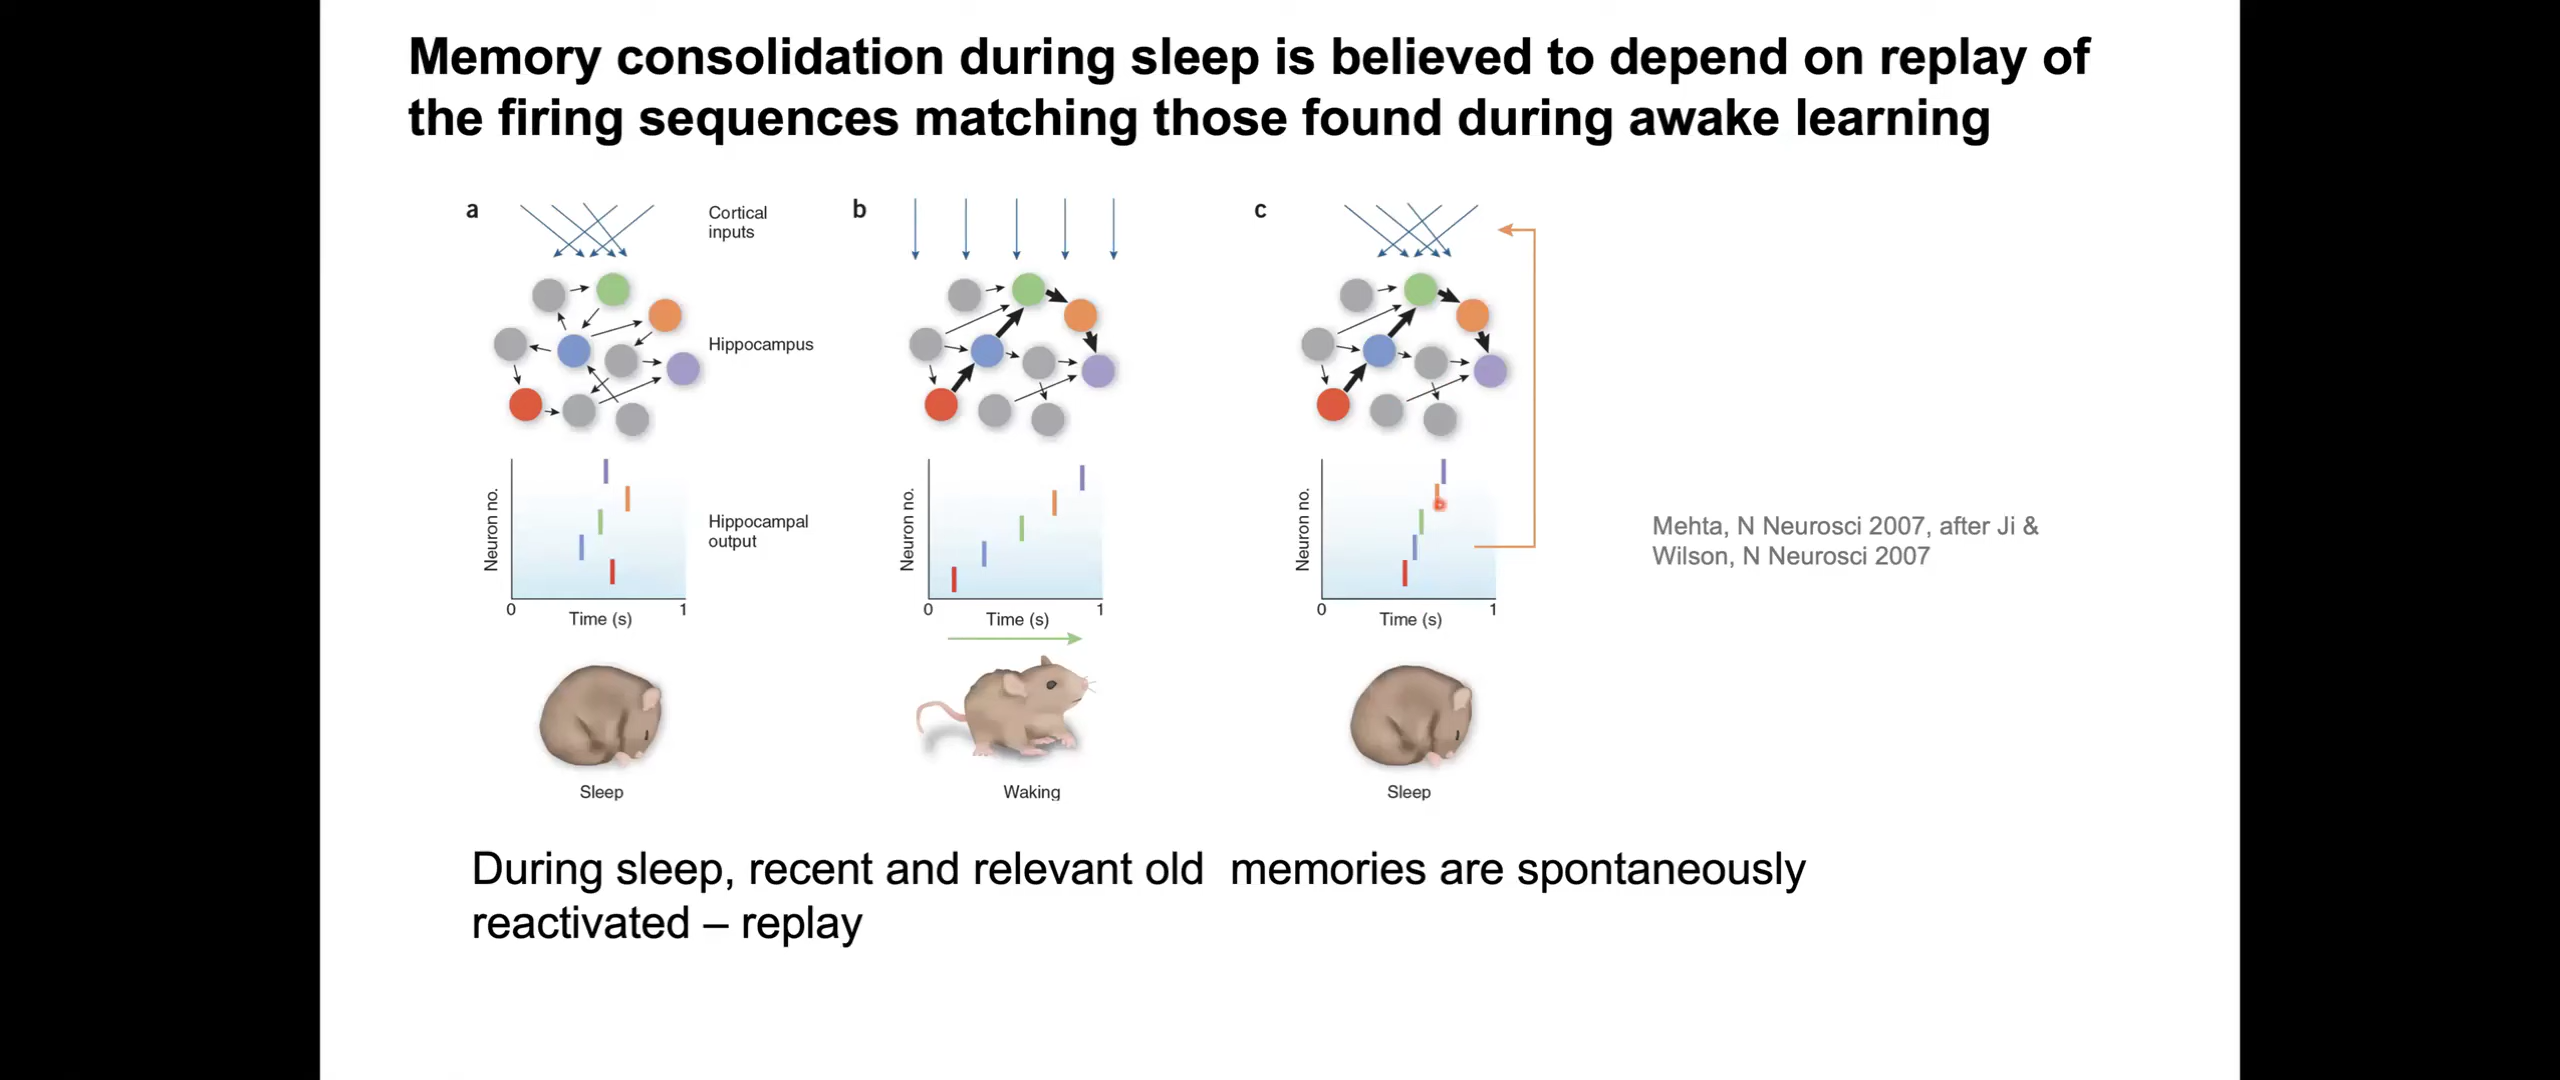 Memory consolidation during sleep is believed to depend on replay of
the firing sequences matching those found during awake learning
a
Cortical
inputs
b
c
Hippocampus
Neuron no.
Hippocampal
output
0
1
Time (s)
Neuron no.
0
1
Time (s)
Neuron no.
0
1
Time (s)
Mehta, N Neurosci 2007, after Ji &
Wilson, N Neurosci 2007
Sleep
Waking
Sleep
During sleep, recent and relevant old  memories are spontaneously
reactivated – replay